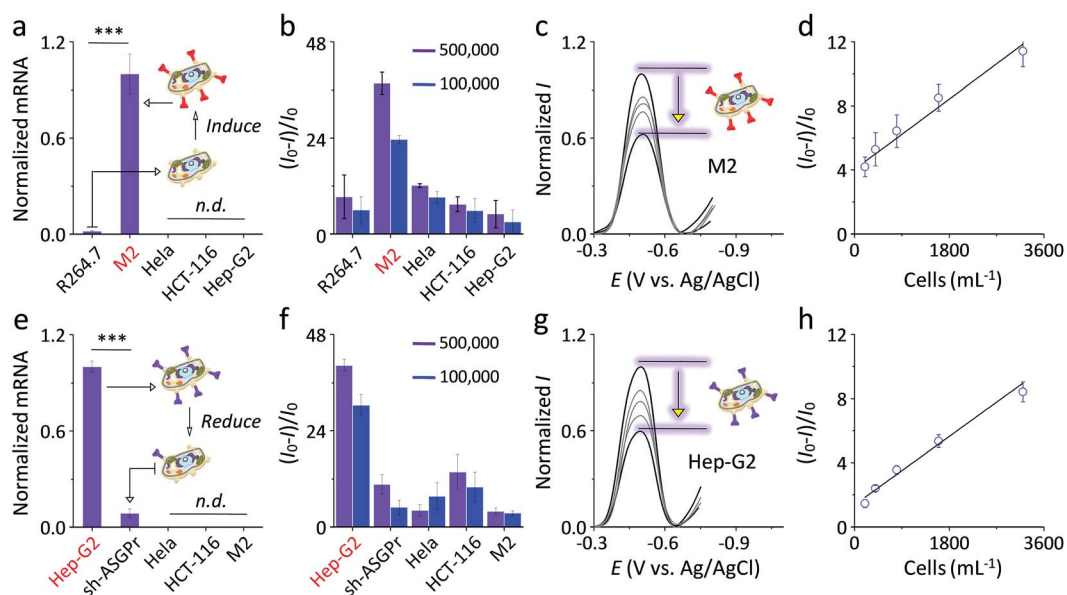 a
b
c
d
Normalized mRNA
1.2
0.6
0.0
***
Induce
n.d.
R264.7
M2
Hela
HCT-116
Hep-G2
(I₀-I)/I₀
48
24
0
500,000
100,000
R264.7
M2
Hela
HCT-116
Hep-G2
Normalized I
1.2
0.6
0.0
M2
-0.3
-0.6
-0.9
E (V vs. Ag/AgCl)
(I₀-I)/I₀
12
8
4
0
0
1800
3600
Cells (mL⁻¹)
e
f
g
h
Normalized mRNA
1.2
0.6
0.0
***
Reduce
n.d.
Hep-G2
sh-ASGPr
Hela
HCT-116
M2
(I₀-I)/I₀
48
24
0
500,000
100,000
Hep-G2
sh-ASGPr
Hela
HCT-116
M2
Normalized I
1.2
0.6
0.0
Hep-G2
-0.3
-0.6
-0.9
E (V vs. Ag/AgCl)
(I₀-I)/I₀
12
8
4
0
0
1800
3600
Cells (mL⁻¹)